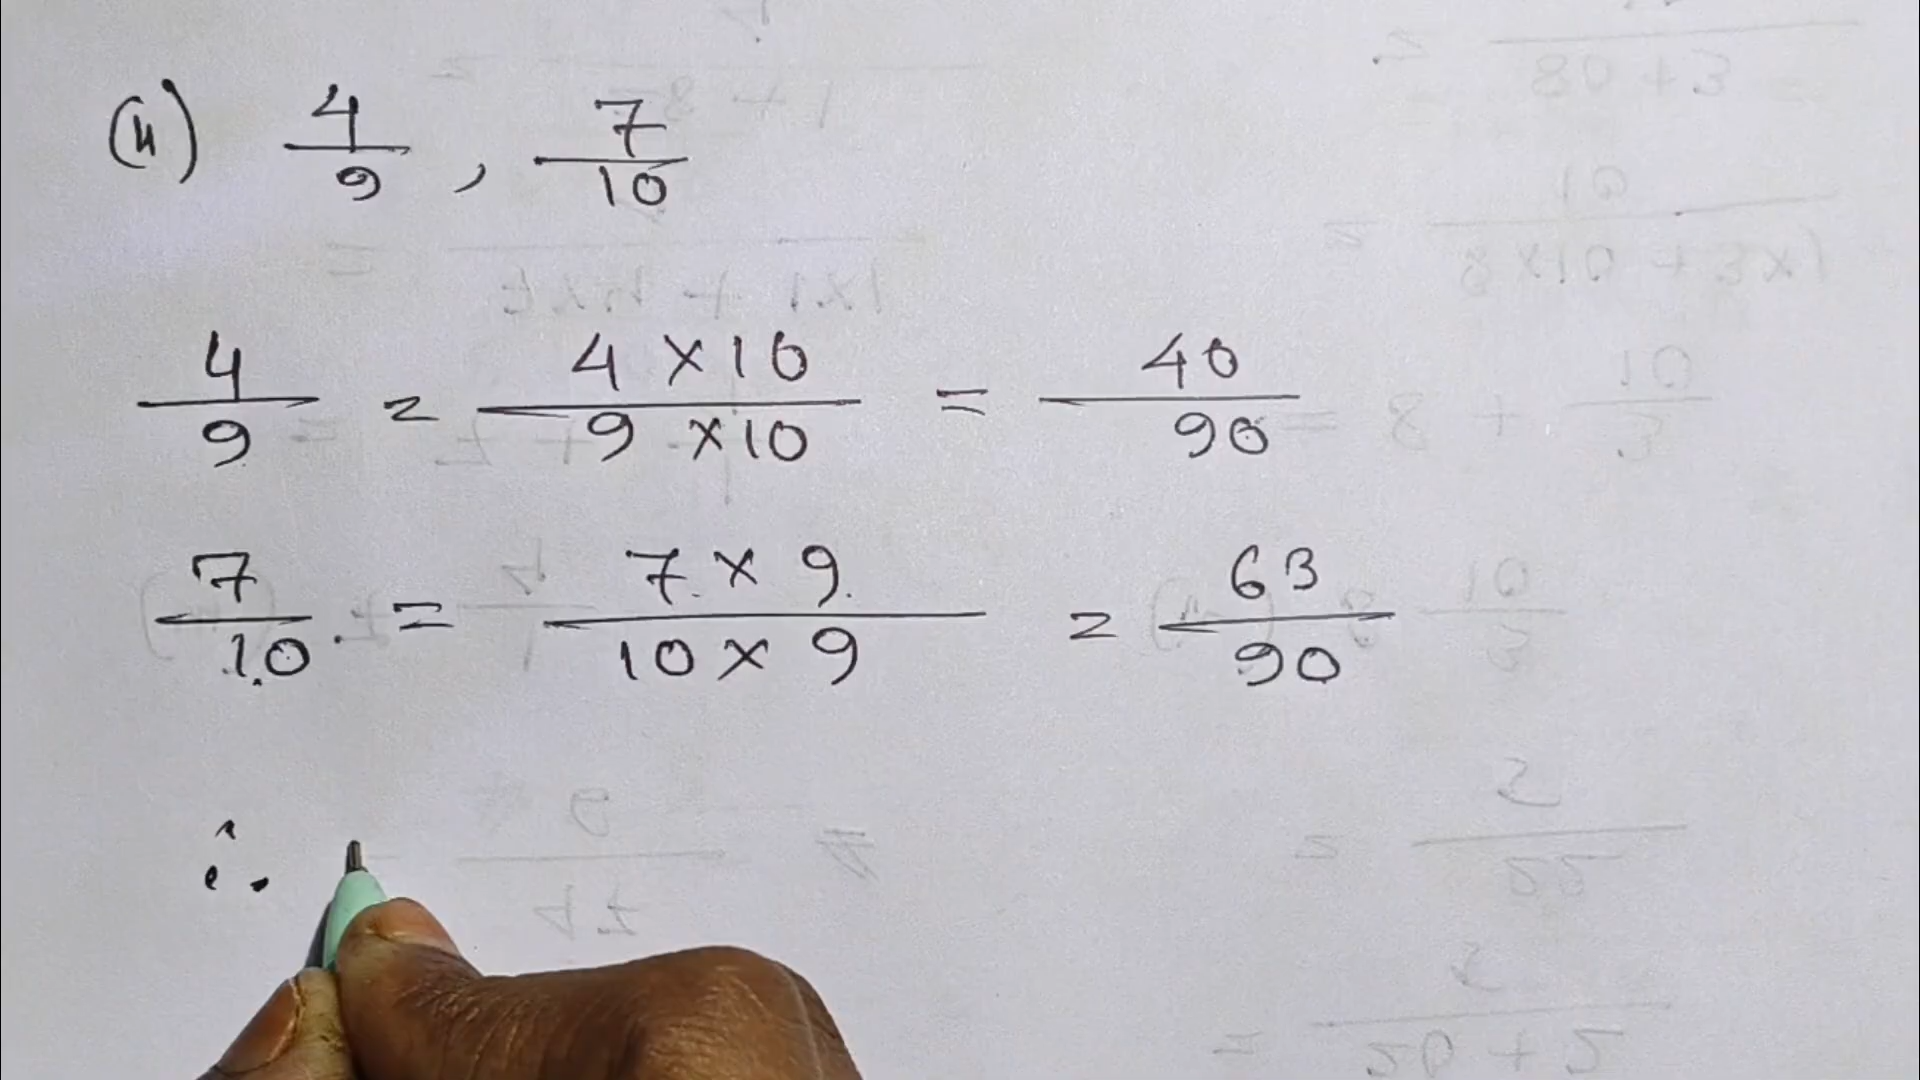 (ii) 4/9 , 7/10
4/9 = 4 × 10/9 × 10 = 40/90
7/10 = 7 × 9/10 × 9 = 63/90
∴